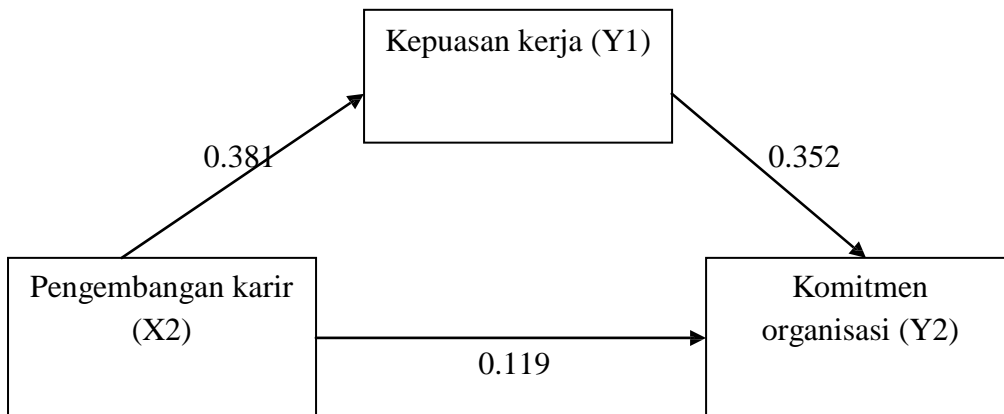 Kepuasan kerja (Y1)
0.381
0.352
Pengembangan karir
(X2)
Komitmen
organisasi (Y2)
0.119